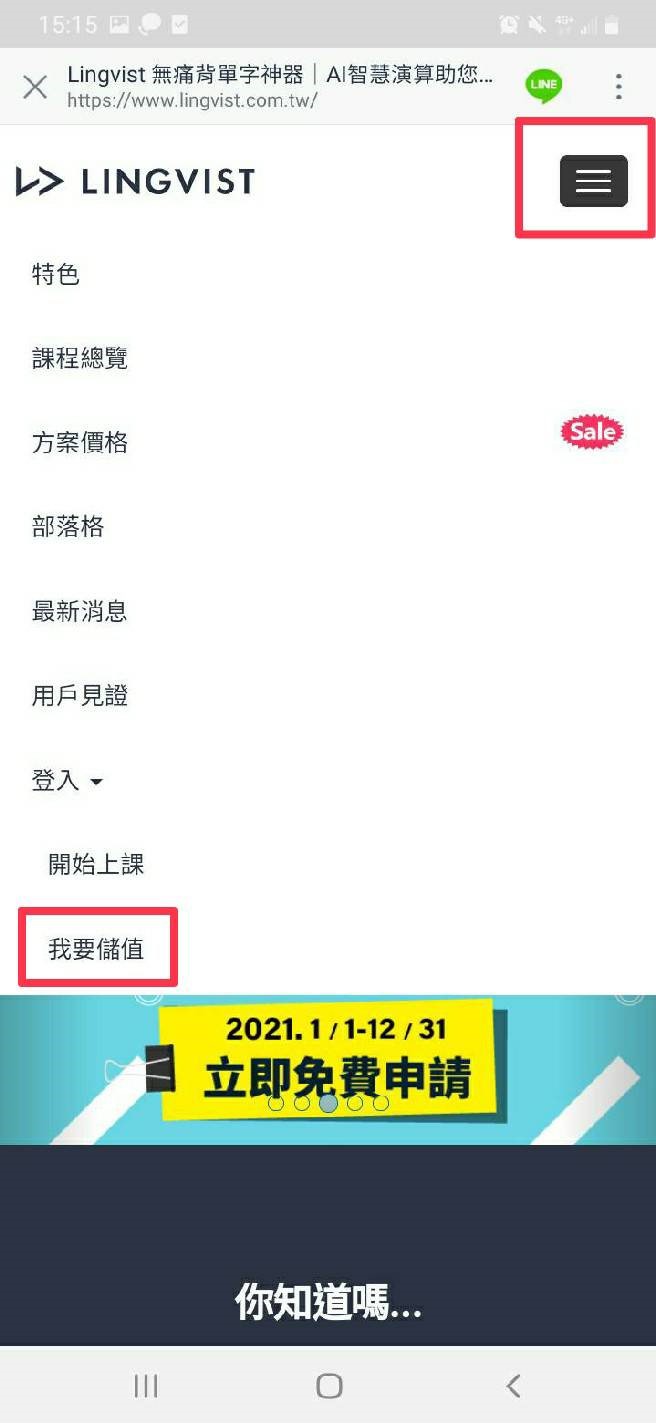 15:15
4G+
Lingvist 無痛背單字神器｜AI智慧演算助您...
https://www.lingvist.com.tw/
LINE
LINGVIST
特色
課程總覽
方案價格
Sale
部落格
最新消息
用戶見證
登入
開始上課
我要儲值
2021.1/1-12/31
立即免費申請
你知道嗎...